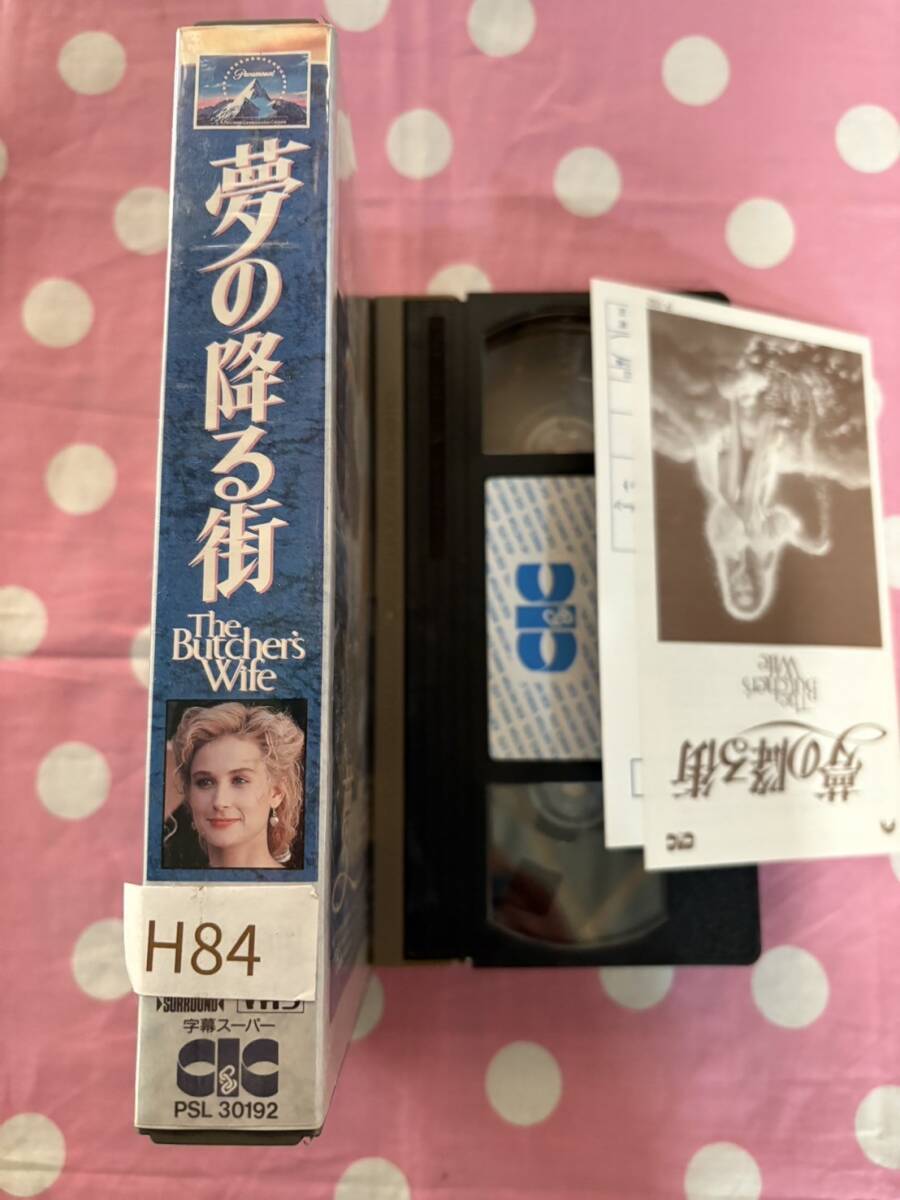 Paramount
夢の降る街
The
Butcher's
Wife
H84
SURROUND
VHS
字幕スーパー
CIC
PSL 30192
The
Butcher's
Wife
夢の降る街
CIC